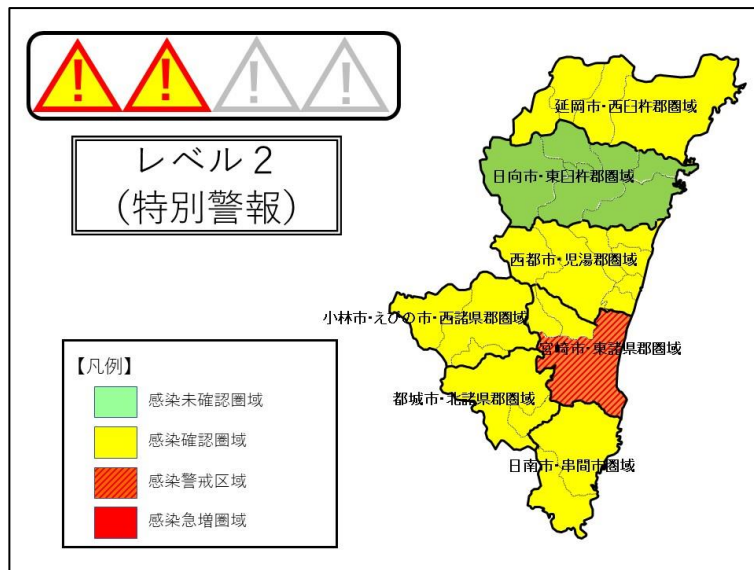 レベル２
（特別警報）
延岡市・西臼杵郡圏域
日向市・東臼杵郡圏域
西都市・児湯郡圏域
小林市・えびの市・西諸県郡圏域
宮崎市・東諸県郡圏域
都城市・北諸県郡圏域
日南市・串間市圏域
【凡例】
感染未確認圏域
感染確認圏域
感染警戒区域
感染急増圏域